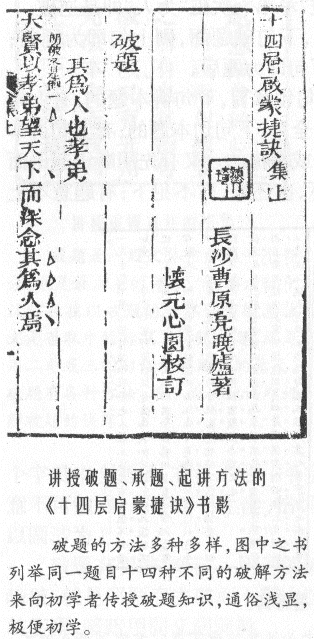 十四層啟蒙捷訣集上
長沙曹原亮曉廬著
懷元心園校訂
破題
其為人也孝弟
大賢以孝弟望天下而深念其為人焉
讲授破题、承题、起讲方法的
《十四层启蒙捷诀》书影
破题的方法多种多样,图中之书
列举同一题目十四种不同的破解方法
来向初学者传授破题知识,通俗浅显,
极便初学。